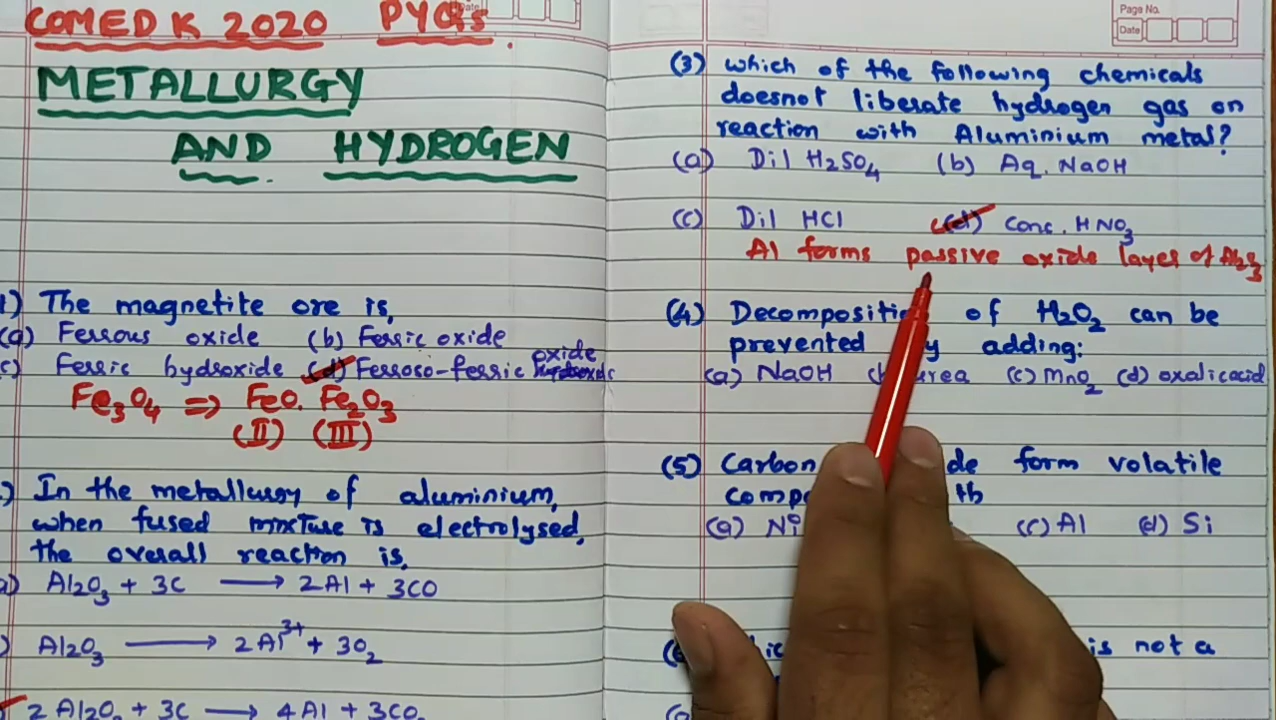 COMED K 2020 PYQs.
METALLURGY
AND HYDROGEN
1) The magnetite ore is,
(a) Ferrous oxide (b) Ferric oxide
c) Ferric hydroxide (d) Ferroso-ferric oxide
Fe3O4 ⇒ FeO. Fe2O3
(II) (III)
In the metallurgy of aluminium,
when fused mixture is electrolysed,
the overall reaction is,
a) Al2O3 + 3C → 2Al + 3CO
) Al2O3 → 2Al3+ + 3O2
2Al2O3 + 3C → 4Al + 3CO2
Page No.
Date
(3) which of the following chemicals
doesnot liberate hydrogen gas on
reaction with Aluminium metal?
(a) Dil H2SO4 (b) Aq. NaOH
(c) Dil HCl (d) Conc. HNO3
Al forms passive oxide layer of Al2O3
(4) Decomposition of H2O2 can be
prevented by adding:
(a) NaOH urea (c) MnO2 (d) oxalicacid
(5) Carbon form volatile
(a) Ni (c) Al (d) Si
is not a